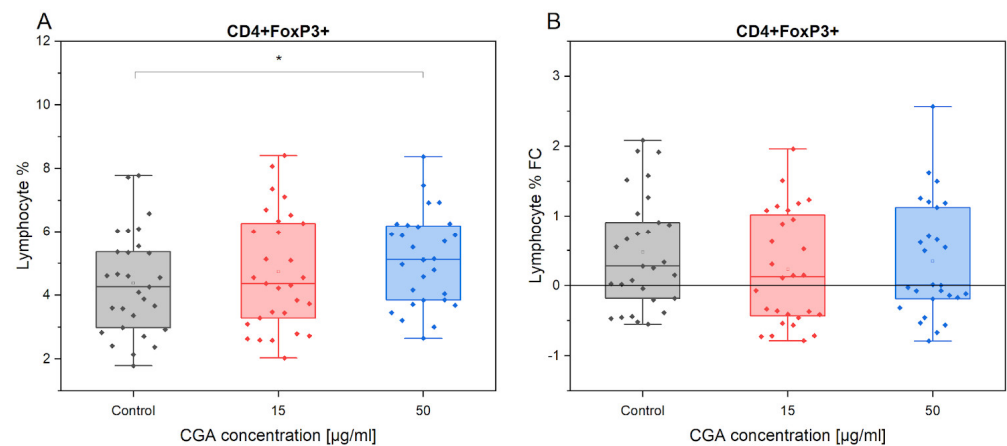 A
CD4+FoxP3+
12
10
8
6
4
2
Lymphocyte %
*
Control
15
50
CGA concentration [µg/ml]
B
CD4+FoxP3+
3
2
1
0
-1
Lymphocyte % FC
Control
15
50
CGA concentration [µg/ml]